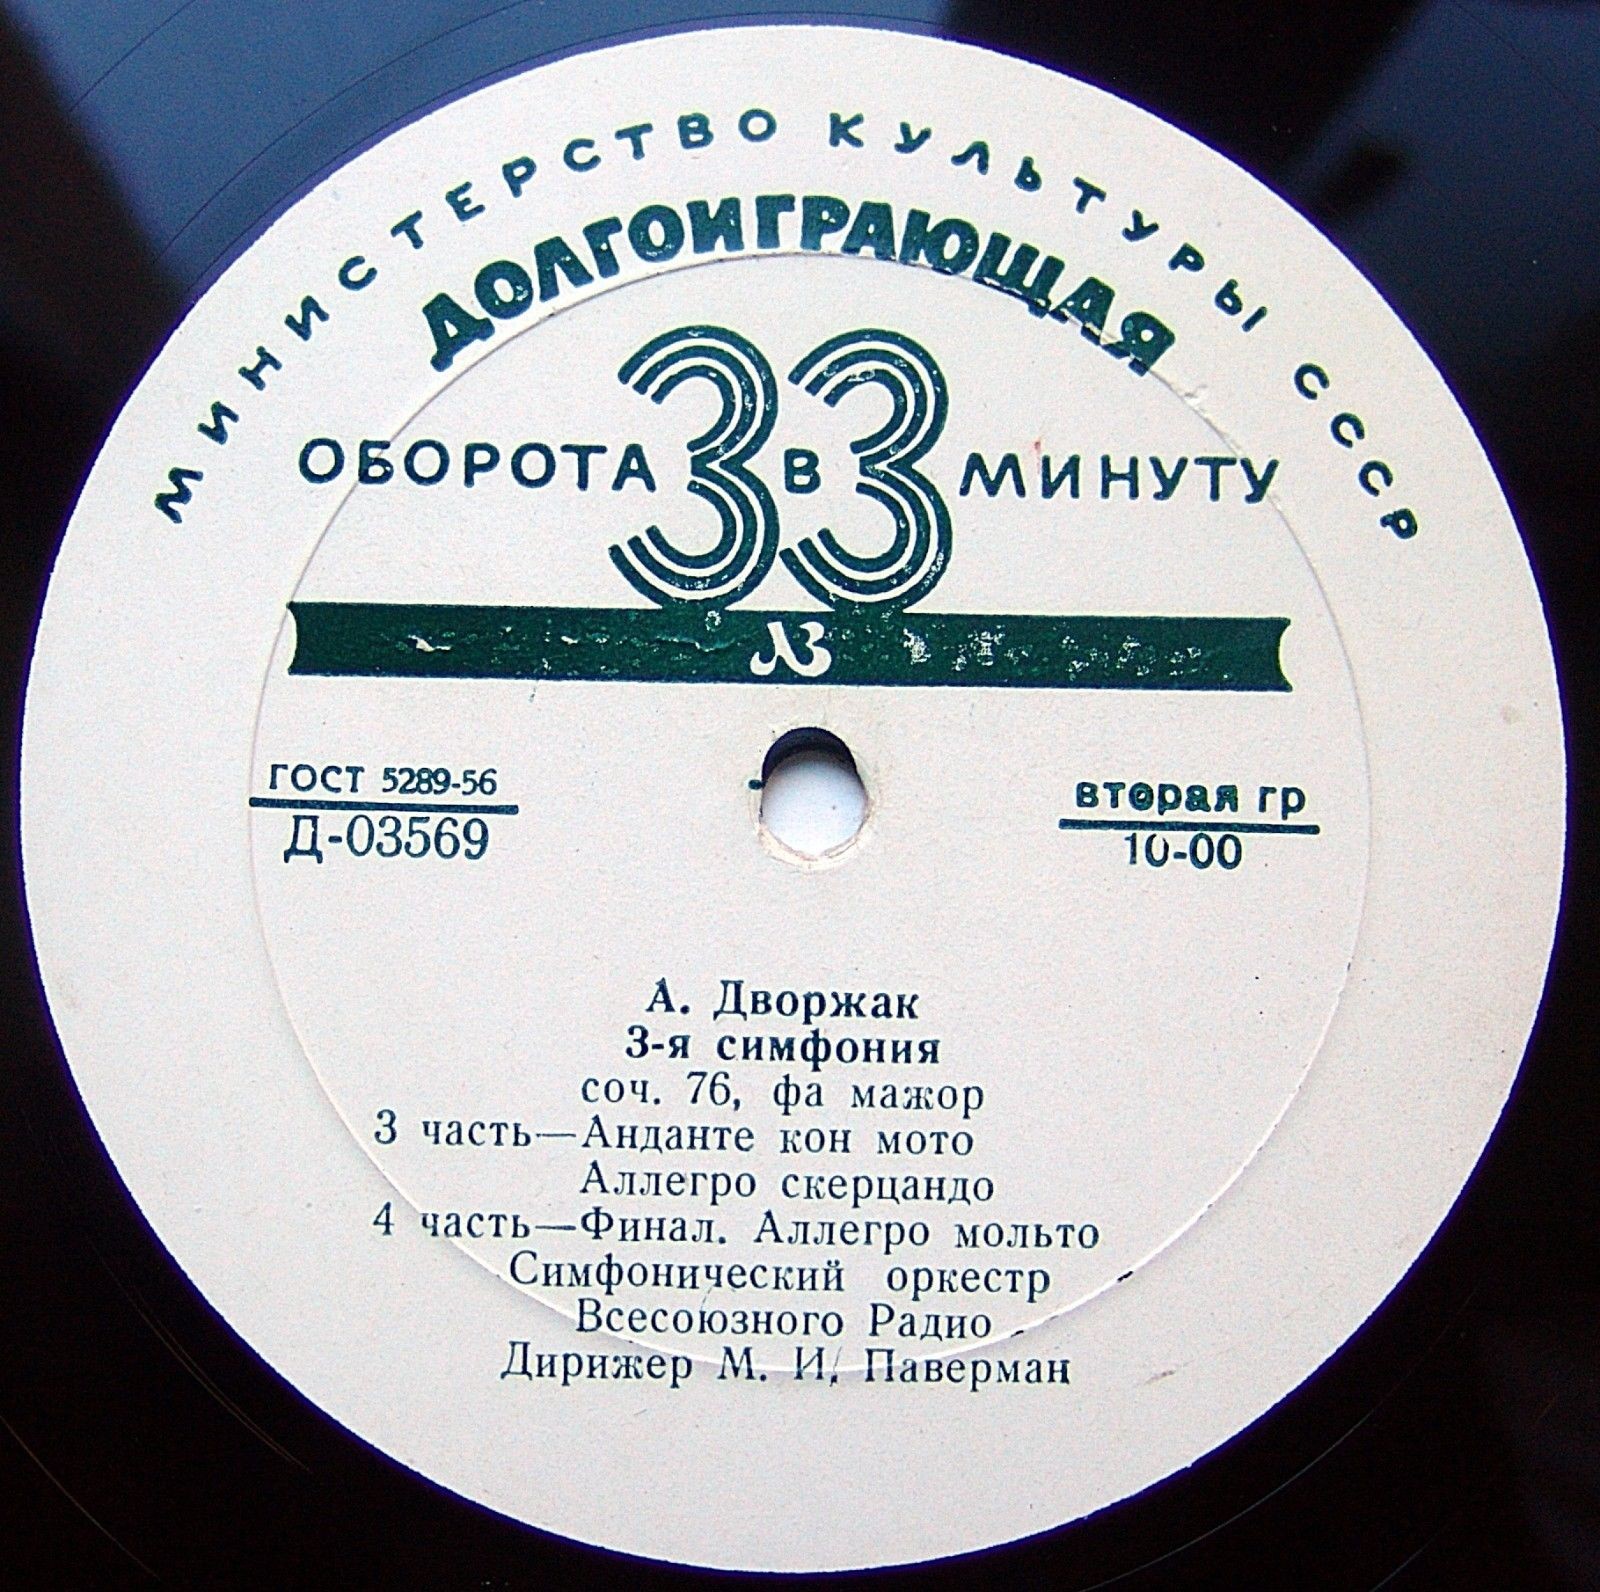 МИНИСТЕРСТВО КУЛЬТУРЫ СССР
ДОЛГОИГРАЮЩАЯ
33
ОБОРОТА В МИНУТУ
ЛЗ
ГОСТ 5289-56
Д-03569
вторая гр
10-00
А. Дворжак
3-я симфония
соч. 76, фа мажор
3 часть—Анданте кон мото
Аллегро скерцандо
4 часть—Финал. Аллегро мольто
Симфонический оркестр
Всесоюзного Радио
Дирижер М. И. Паверман